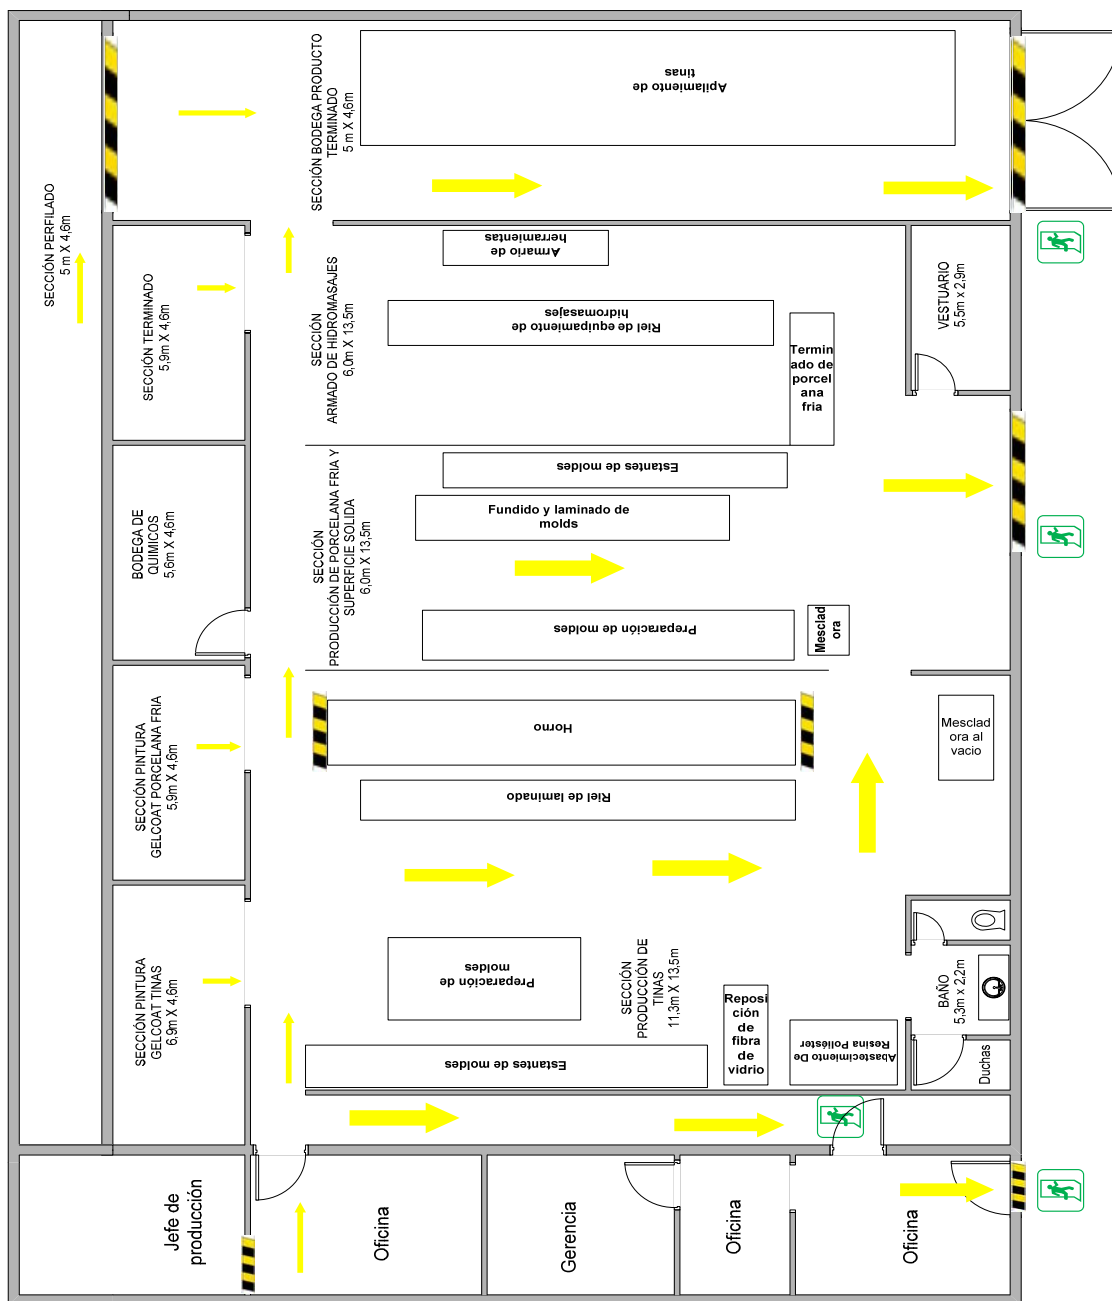 SECCIÓN PERFILADO
5 m X 4,6m
SECCIÓN BODEGA PRODUCTO
TERMINADO
5 m X 4,6m
Apilamiento de
tinas
SECCIÓN TERMINADO
5,9m X 4,6m
SECCIÓN
ARMADO DE HIDROMASAJES
6,0m X 13,5m
Armario de
herramientas
Riel de equipamiento de
hidromasajes
Termin
ado de
porcel
ana
fria
VESTUARIO
5,5m x 2,9m
BODEGA DE
QUIMICOS
5,6m X 4,6m
SECCIÓN
PRODUCCIÓN DE PORCELANA FRIA Y
SUPERFICIE SOLIDA
6,0m X 13,5m
Estantes de moldes
Fundido y laminado de
molds
Preparación de moldes
Mesclad
ora
SECCIÓN PINTURA
GELCOAT PORCELANA FRIA
5,9m X 4,6m
Horno
Riel de laminado
Mesclad
ora al
vacio
SECCIÓN PINTURA
GELCOAT TINAS
6,9m X 4,6m
Preparación de
moldes
SECCIÓN
PRODUCCIÓN DE
TINAS
11,3m X 13,5m
Estantes de moldes
Reposi
ción
de
fibra
de
vidrio
Abastecimiento De
Resina Poliéster
BAÑO
5,3m x 2,2m
Duchas
Jefe de
producción
Oficina
Gerencia
Oficina
Oficina